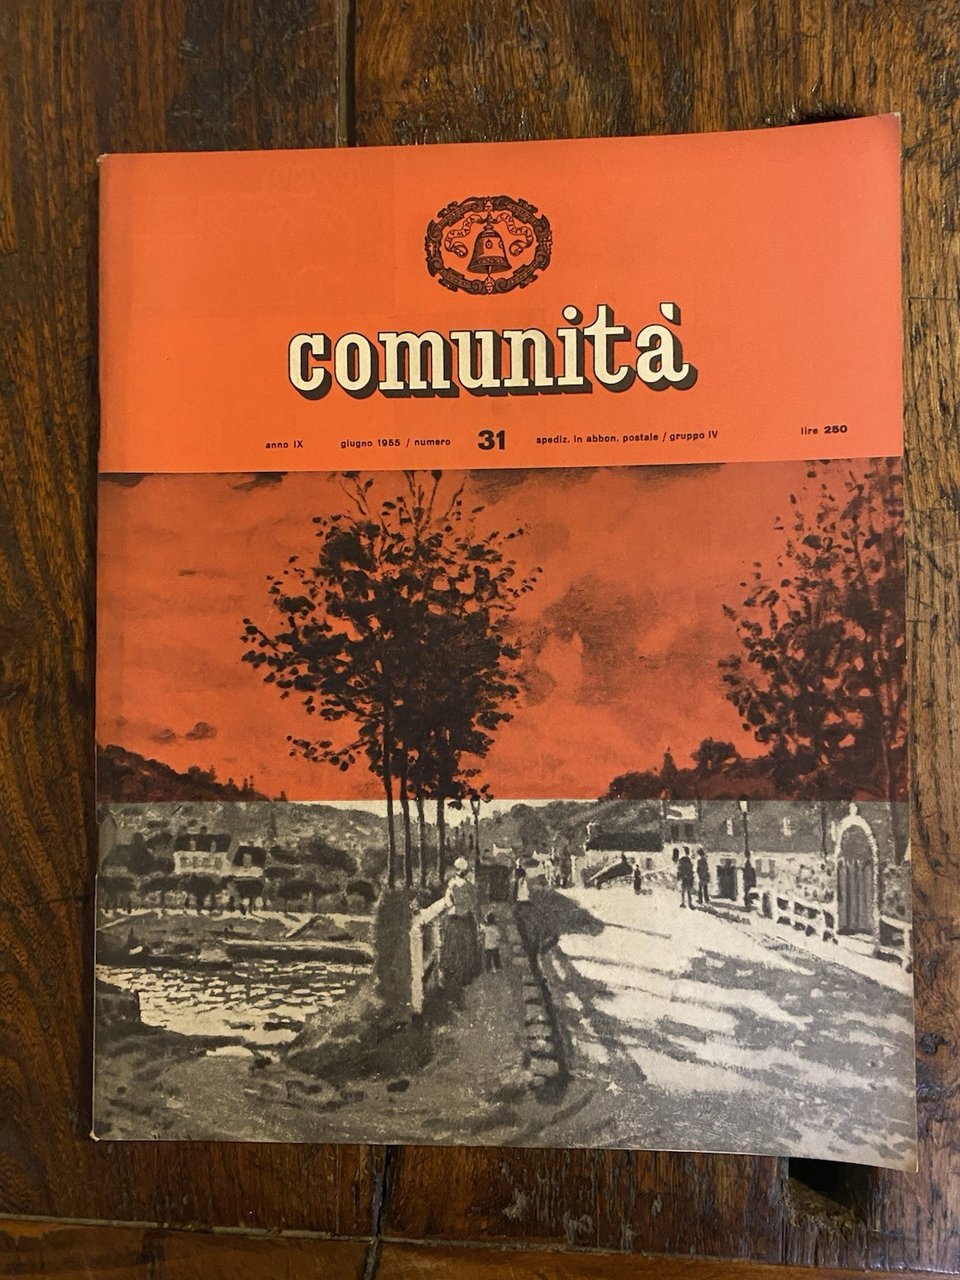 comunità
anno IX giugno 1955 / numero 31 spediz. in abbon. postale / gruppo IV lire 250